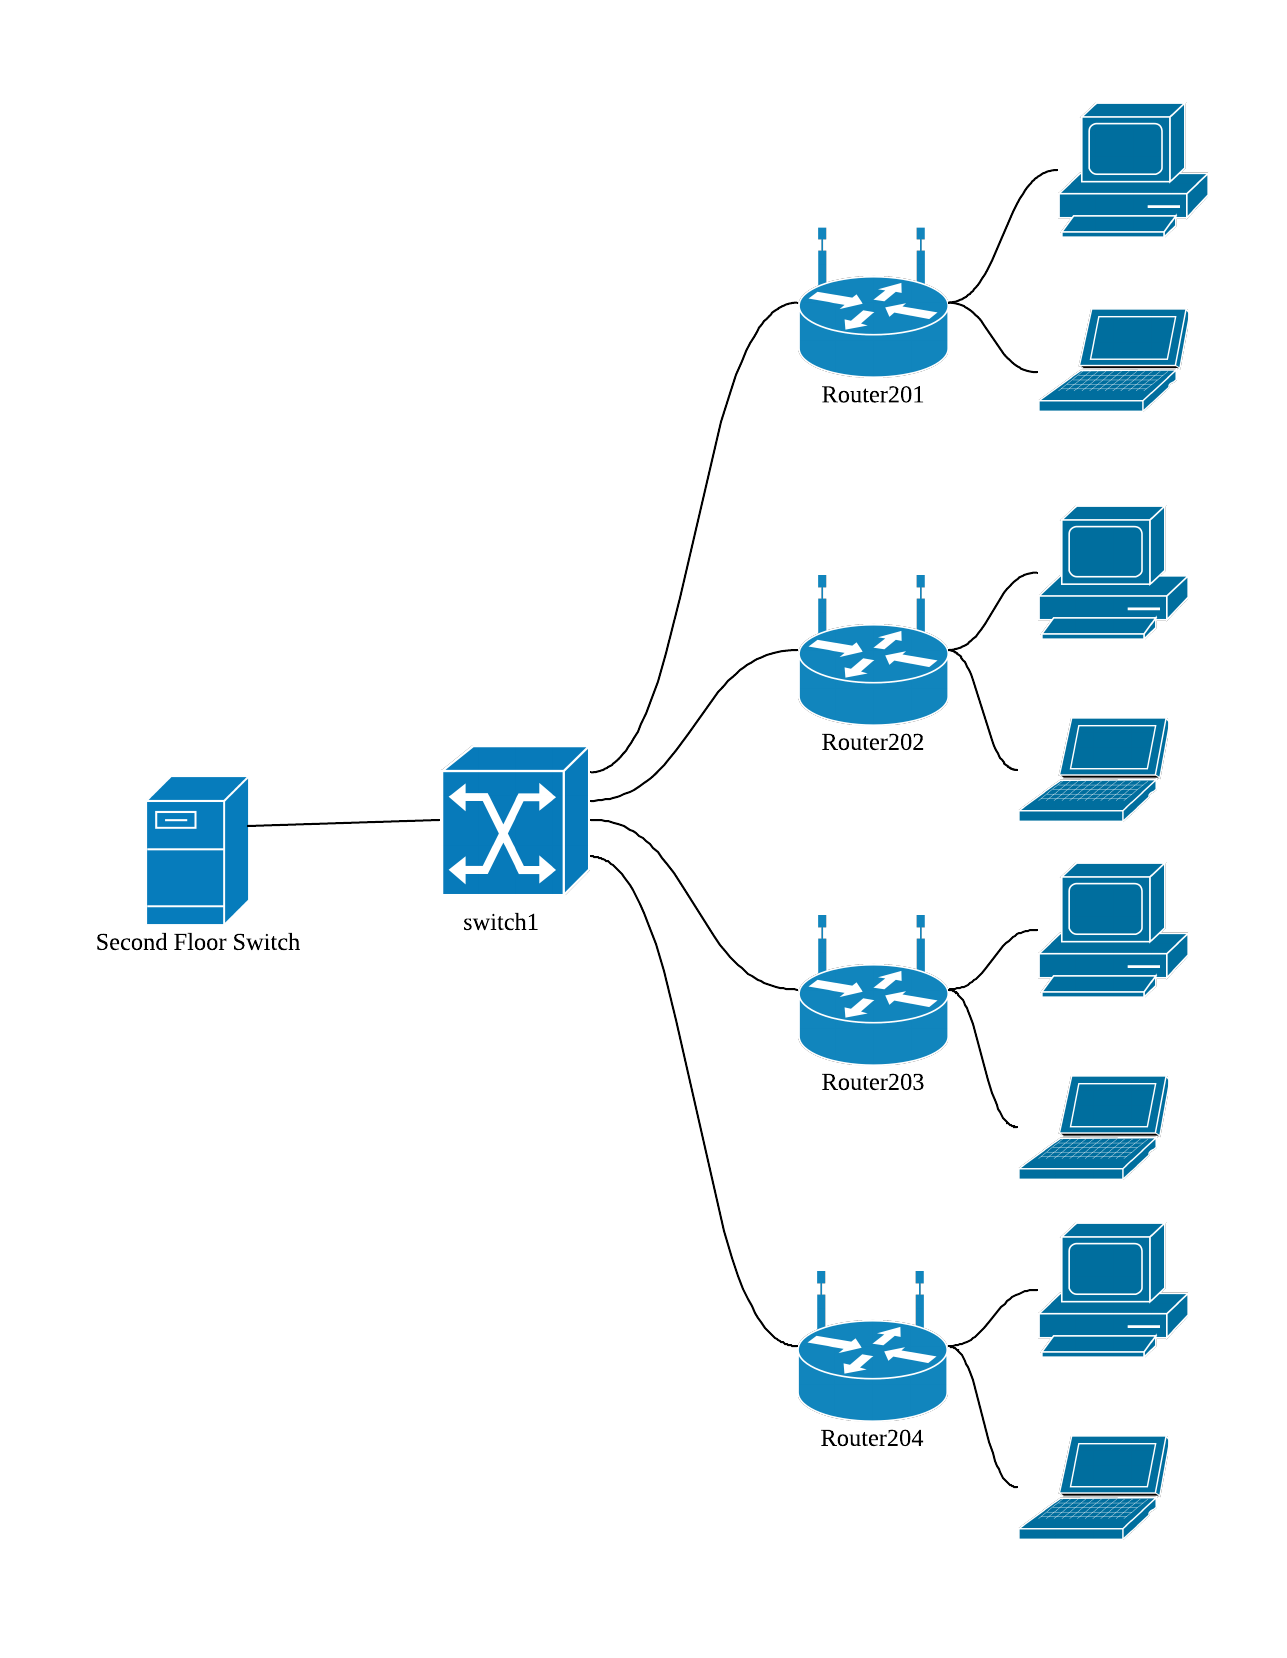 Router201
Router202
Second Floor Switch
switch1
Router203
Router204